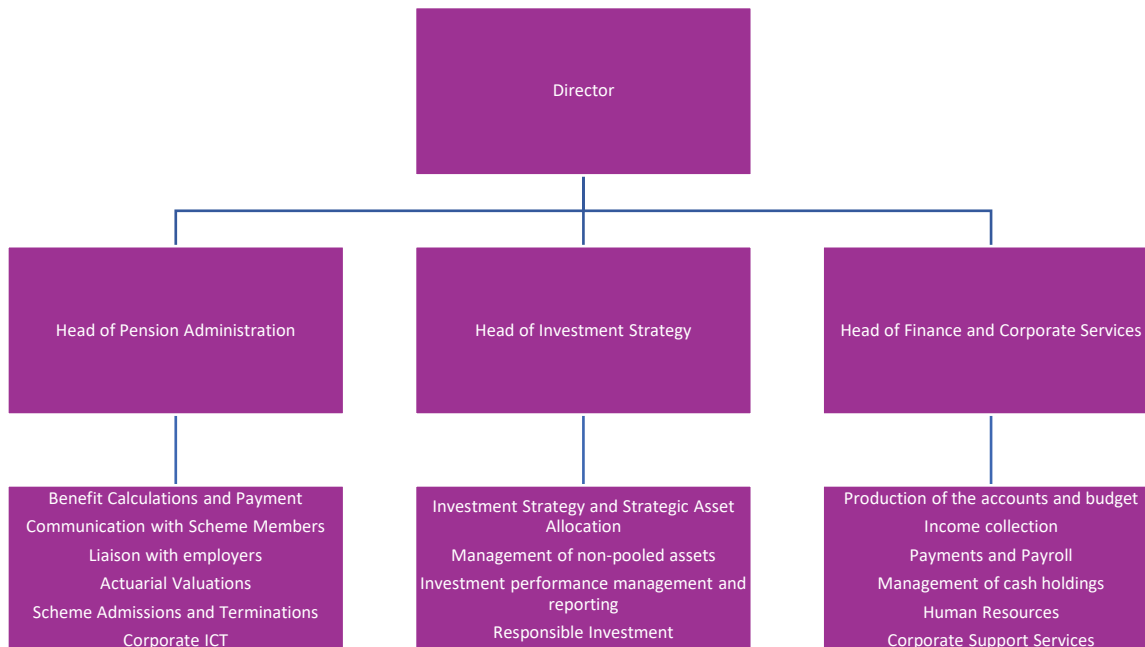 Director
Head of Pension Administration
Head of Investment Strategy
Head of Finance and Corporate Services
Benefit Calculations and Payment
Communication with Scheme Members
Liaison with employers
Actuarial Valuations
Scheme Admissions and Terminations
Corporate ICT
Investment Strategy and Strategic Asset
Allocation
Management of non-pooled assets
Investment performance management and
reporting
Responsible Investment
Production of the accounts and budget
Income collection
Payments and Payroll
Management of cash holdings
Human Resources
Corporate Support Services